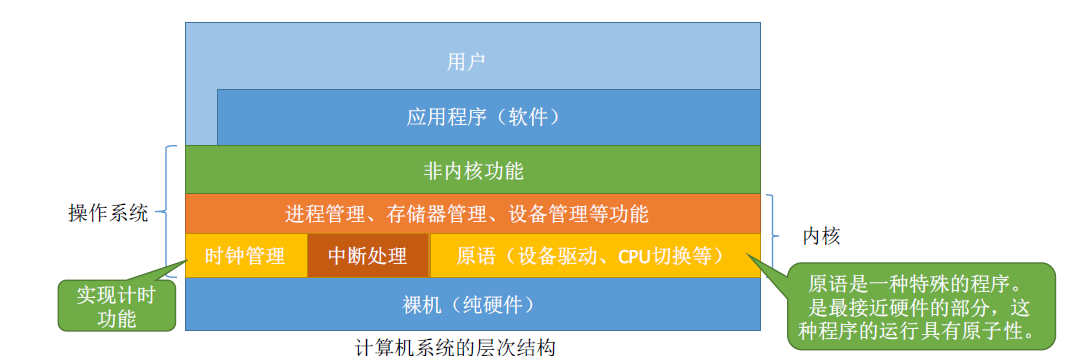 用户
应用程序（软件）
非内核功能
操作系统
进程管理、存储器管理、设备管理等功能
内核
时钟管理
中断处理
原语（设备驱动、CPU切换等）
实现计时
功能
裸机（纯硬件）
原语是一种特殊的程序。
是最接近硬件的部分，这
种程序的运行具有原子性。
计算机系统的层次结构